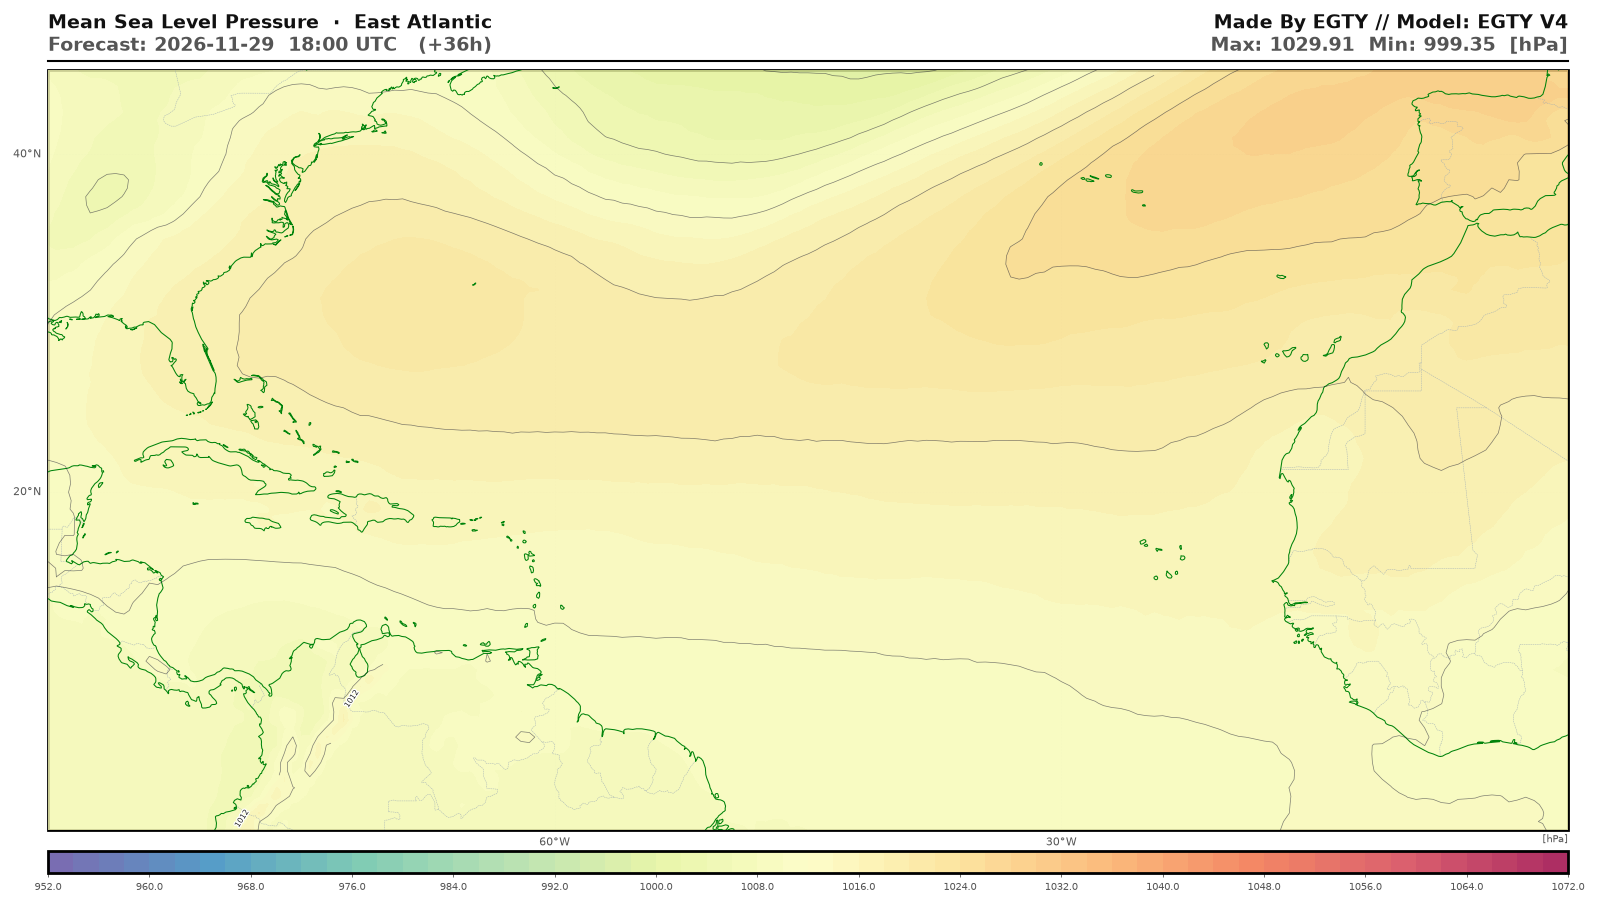 Mean Sea Level Pressure · East Atlantic
Made By EGTY // Model: EGTY V4
Forecast: 2026-11-29 18:00 UTC (+36h)
Max: 1029.91 Min: 999.35 [hPa]
40°N
20°N
1012
1012
60°W
30°W
[hPa]
952.0 960.0 968.0 976.0 984.0 992.0 1000.0 1008.0 1016.0 1024.0 1032.0 1040.0 1048.0 1056.0 1064.0 1072.0